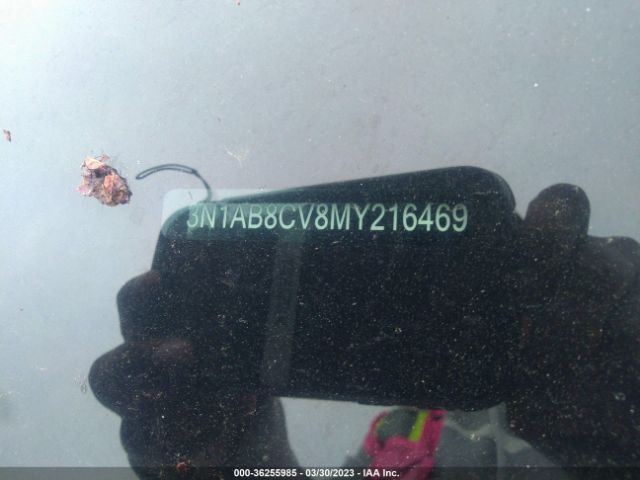 3N1AB8CV8MY216469
000-36255985 - 03/30/2023 - IAA Inc.